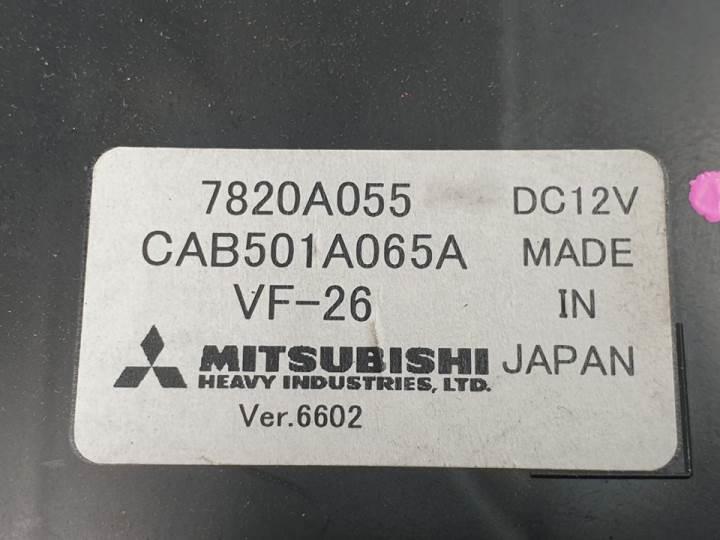 7820A055 DC12V
CAB501A065A MADE
VF-26 IN
MITSUBISHI JAPAN
HEAVY INDUSTRIES, LTD.
Ver.6602